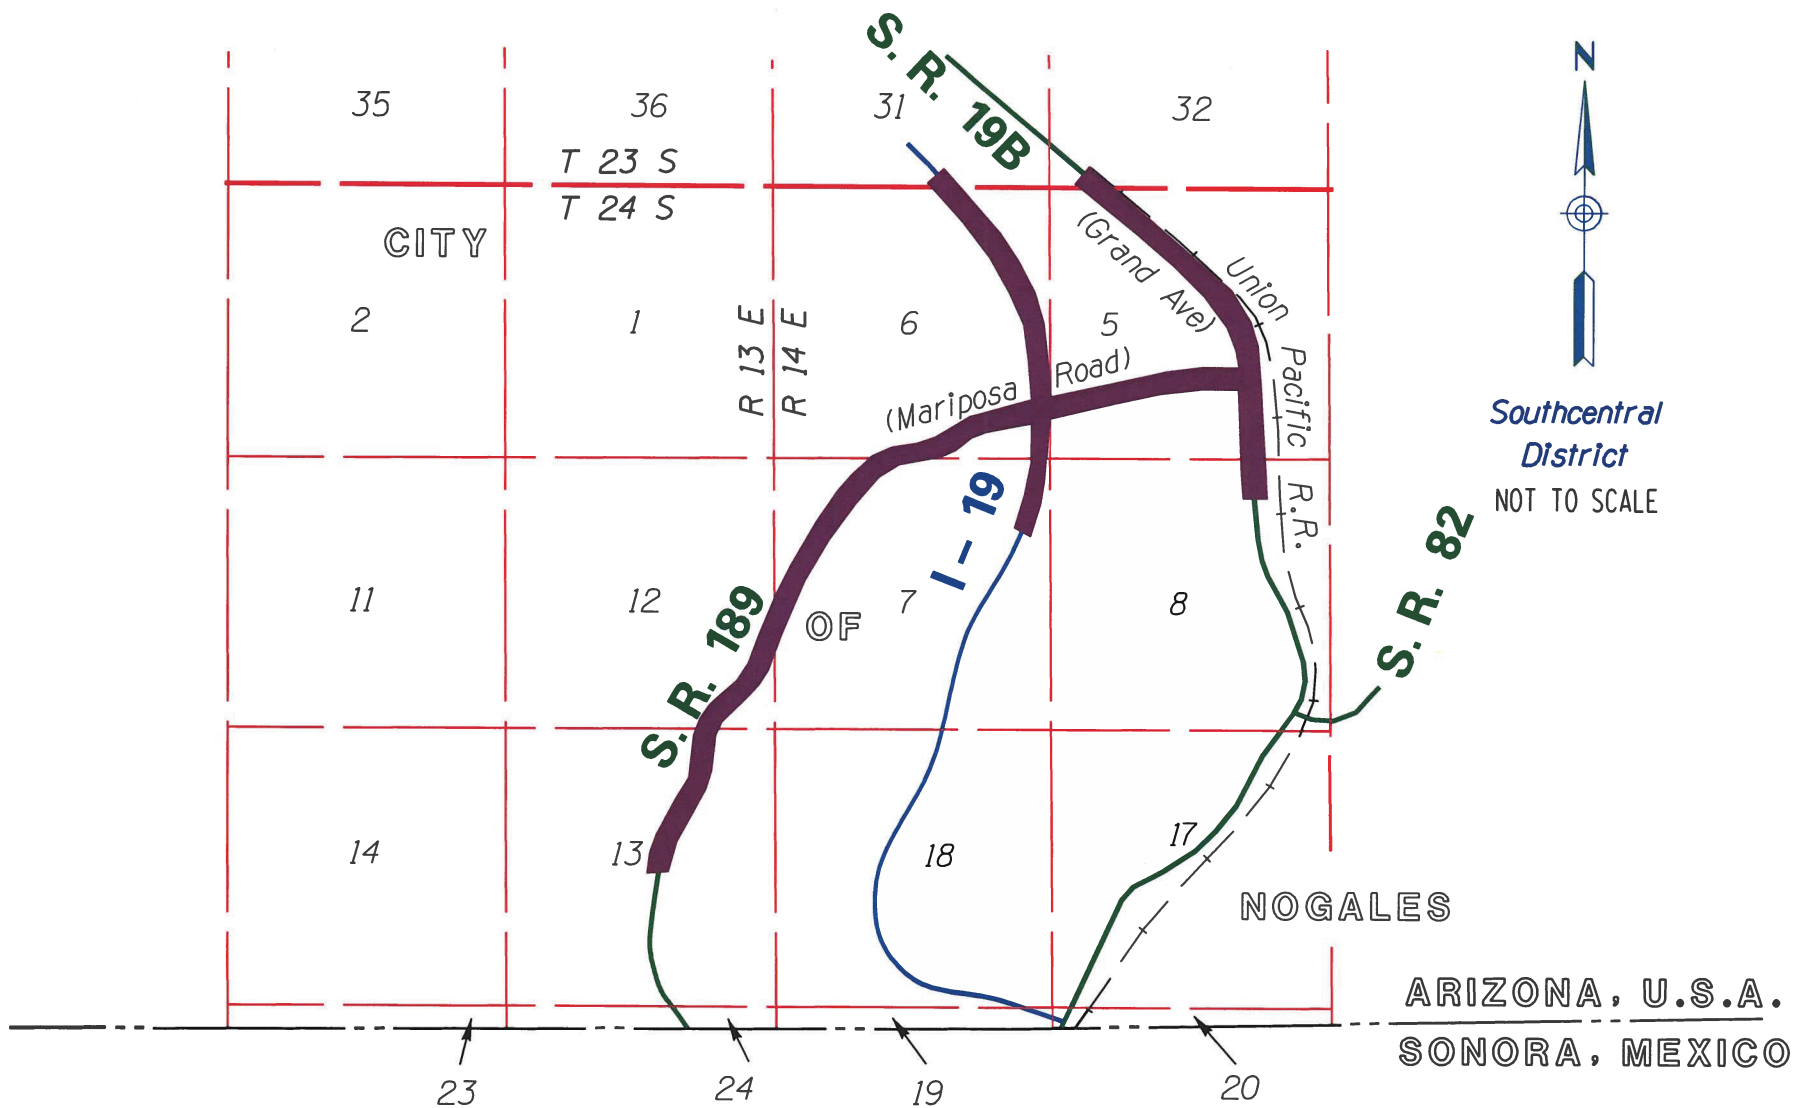 S. R. 19B
N
35
36
31
32
T 23 S
T 24 S
CITY
(Grand Ave)
Union Pacific R.R.
2
1
R 13 E
R 14 E
6
5
(Mariposa Road)
Southcentral
District
NOT TO SCALE
I-19
S. R. 82
11
12
OF
7
8
S. R. 189
14
13
18
17
NOGALES
ARIZONA, U.S.A.
SONORA, MEXICO
23
24
19
20